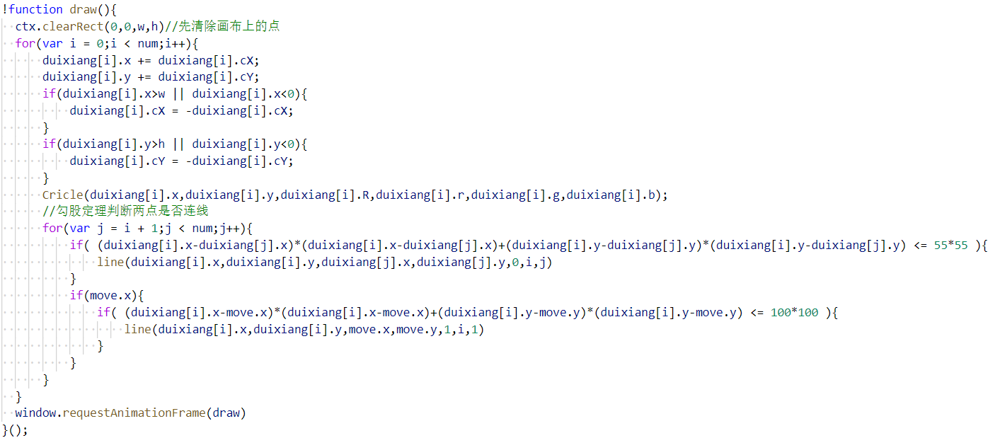 !function draw(){
ctx.clearRect(0,0,w,h)//先清除画布上的点
for(var i = 0;i < num;i++){
duixiang[i].x += duixiang[i].cX;
duixiang[i].y += duixiang[i].cY;
if(duixiang[i].x>w || duixiang[i].x<0){
duixiang[i].cX = -duixiang[i].cX;
}
if(duixiang[i].y>h || duixiang[i].y<0){
duixiang[i].cY = -duixiang[i].cY;
}
Cricle(duixiang[i].x,duixiang[i].y,duixiang[i].R,duixiang[i].r,duixiang[i].g,duixiang[i].b);
//勾股定理判断两点是否连线
for(var j = i + 1;j < num;j++){
if( (duixiang[i].x-duixiang[j].x)*(duixiang[i].x-duixiang[j].x)+(duixiang[i].y-duixiang[j].y)*(duixiang[i].y-duixiang[j].y) <= 55*55 ){
line(duixiang[i].x,duixiang[i].y,duixiang[j].x,duixiang[j].y,0,i,j)
}
if(move.x){
if( (duixiang[i].x-move.x)*(duixiang[i].x-move.x)+(duixiang[i].y-move.y)*(duixiang[i].y-move.y) <= 100*100 ){
line(duixiang[i].x,duixiang[i].y,move.x,move.y,1,i,1)
}
}
}
}
window.requestAnimationFrame(draw)
}();